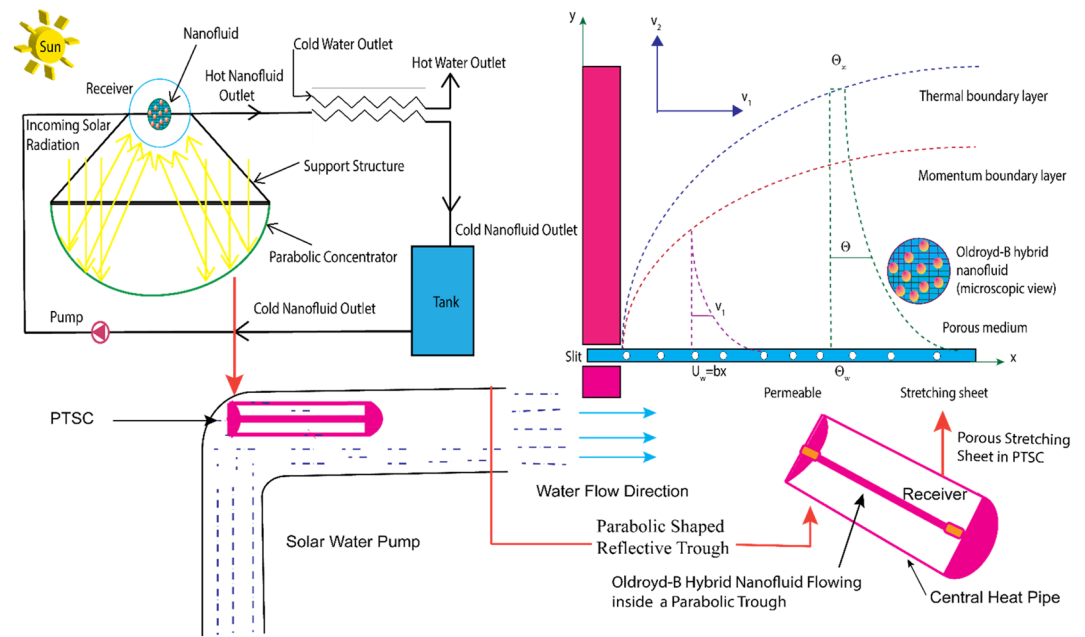 Sun
Nanofluid
Receiver
Cold Water Outlet
Hot Water Outlet
Hot Nanofluid
Outlet
Incoming Solar
Radiation
Support Structure
Cold Nanofluid Outlet
Parabolic Concentrator
Tank
Cold Nanofluid Outlet
Pump
y
v₂
v₁
Θ∞
Thermal boundary layer
Momentum boundary layer
Θ
Oldroyd-B hybrid
nanofluid
(microscopic view)
v₁
Porous medium
Slit
x
U_w=bx
Θ_w
Permeable
Stretching sheet
PTSC
Porous Stretching
Sheet in PTSC
Water Flow Direction
Receiver
Solar Water Pump
Parabolic Shaped
Reflective Trough
Oldroyd-B Hybrid Nanofluid Flowing
inside a Parabolic Trough
Central Heat Pipe